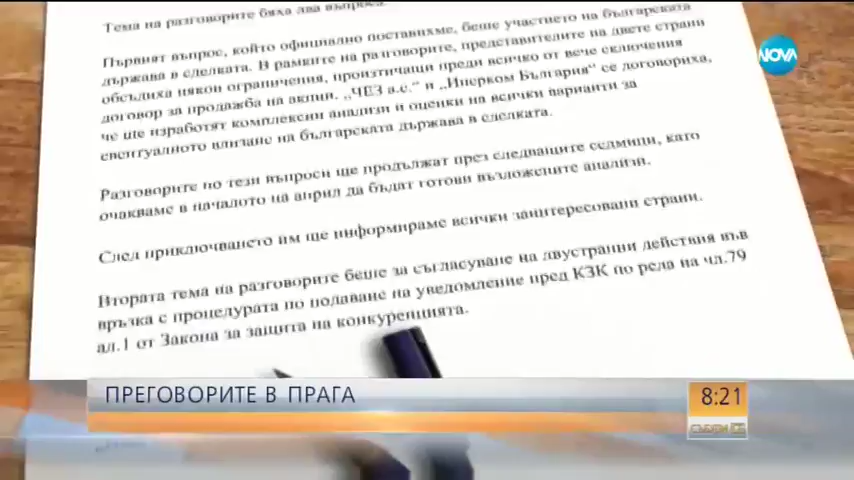 Тема на разговорите бяха два въпроса.
Първият въпрос, който официално поставихме, беше участието на българската
държава в сделката. В рамките на разговорите, представителите на двете страни
обсъдиха някои ограничения, произтичащи преди всичко от вече сключения
договор за продажба на акции. „ЧЕЗ а.с.“ и „Инерком България“ се договориха,
че ще изработят комплексни анализи и оценки на всички варианти за
евентуалното влизане на българската държава в сделката.
Разговорите по тези въпроси ще продължат през следващите седмици, като
очакваме в началото на април да бъдат готови възложените анализи.
След приключването им ще информираме всички заинтересовани страни.
Втората тема на разговорите беше за съгласуване на двустранни действия във
връзка с процедурата по подаване на уведомление пред КЗК по реда на чл.79
ал.1 от Закона за защита на конкуренцията.
NOVA
ПРЕГОВОРИТЕ В ПРАГА
8:21
СЪБУДИ СЕ